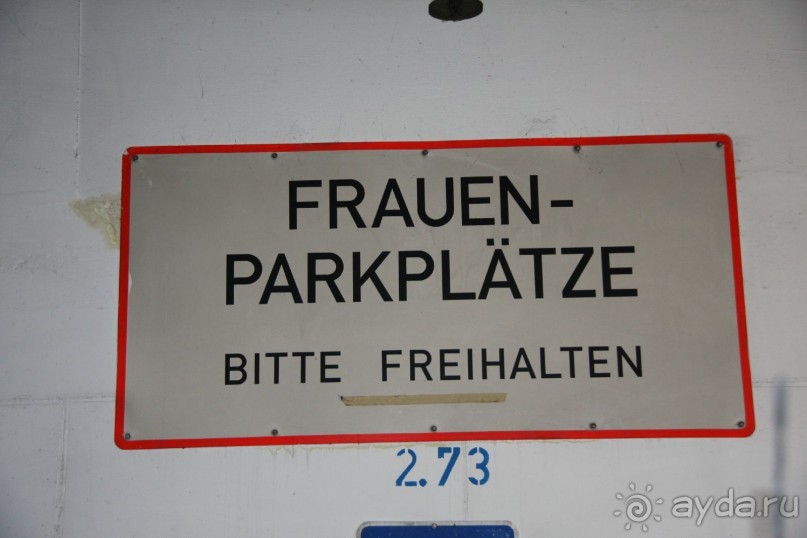 FRAUEN-
PARKPLÄTZE
BITTE FREIHALTEN
2.73
ayda.ru